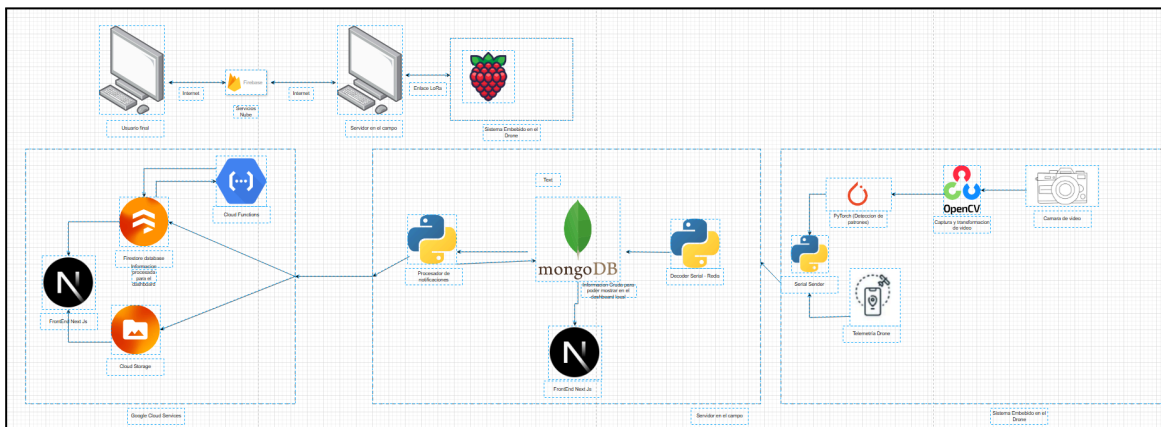 Firebase
Internet
Internet
Enlace LoRa
Servicios
Nube
Usuario final
Servidor en el campo
Sistema Embebido en el
Drone
Cloud Functions
Firestore database
Informacion
procesada
para el
dashboard
FrontEnd Next Js
Cloud Storage
Google Cloud Services
Text
Procesador de
notificaciones
mongoDB
Informacion Cruda para
poder mostrar en el
dashboard local
Decoder Serial - Redis
FrontEnd Next Js
Servidor en el campo
PyTorch (Deteccion de
patrones)
OpenCV
Captura y transformacion
de video
Camara de video
Serial Sender
Telemetria Drone
Sistema Embebido en el
Drone